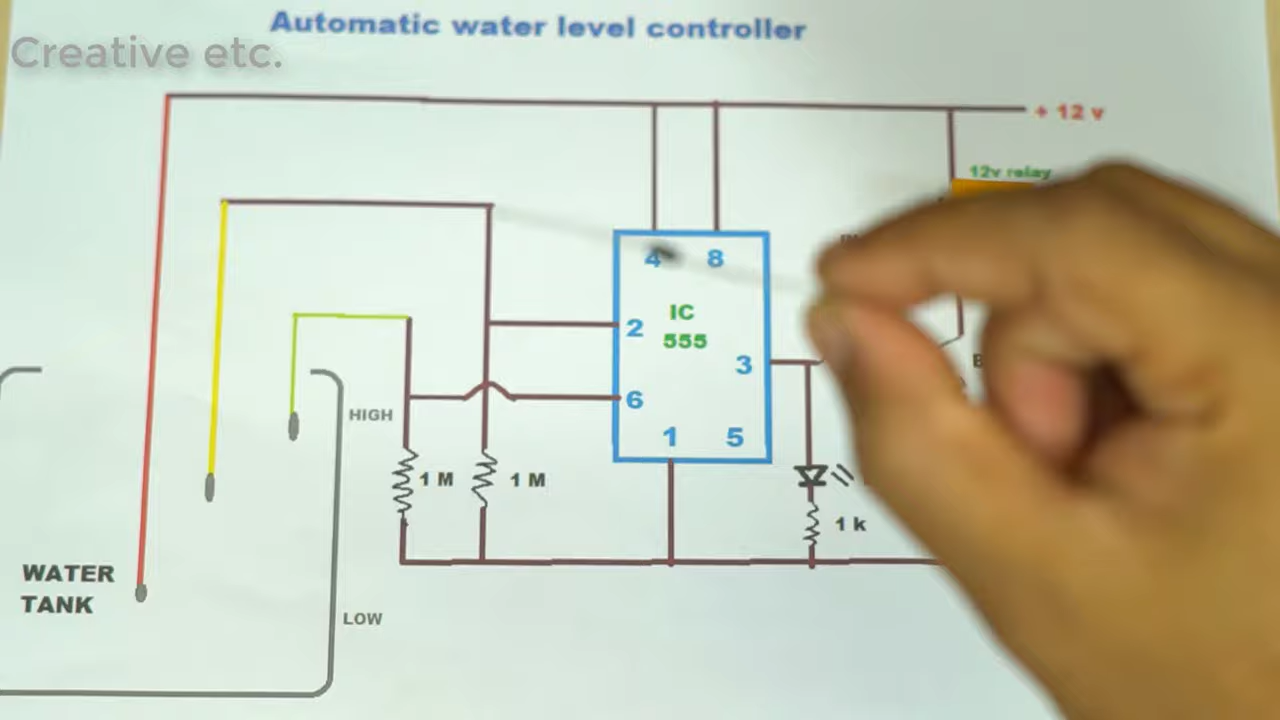 Automatic water level controller
Creative etc.
+ 12 v
12v relay
4 8
IC
555
2
3
6
1 5
HIGH
1 M
1 M
1 k
WATER
TANK
LOW